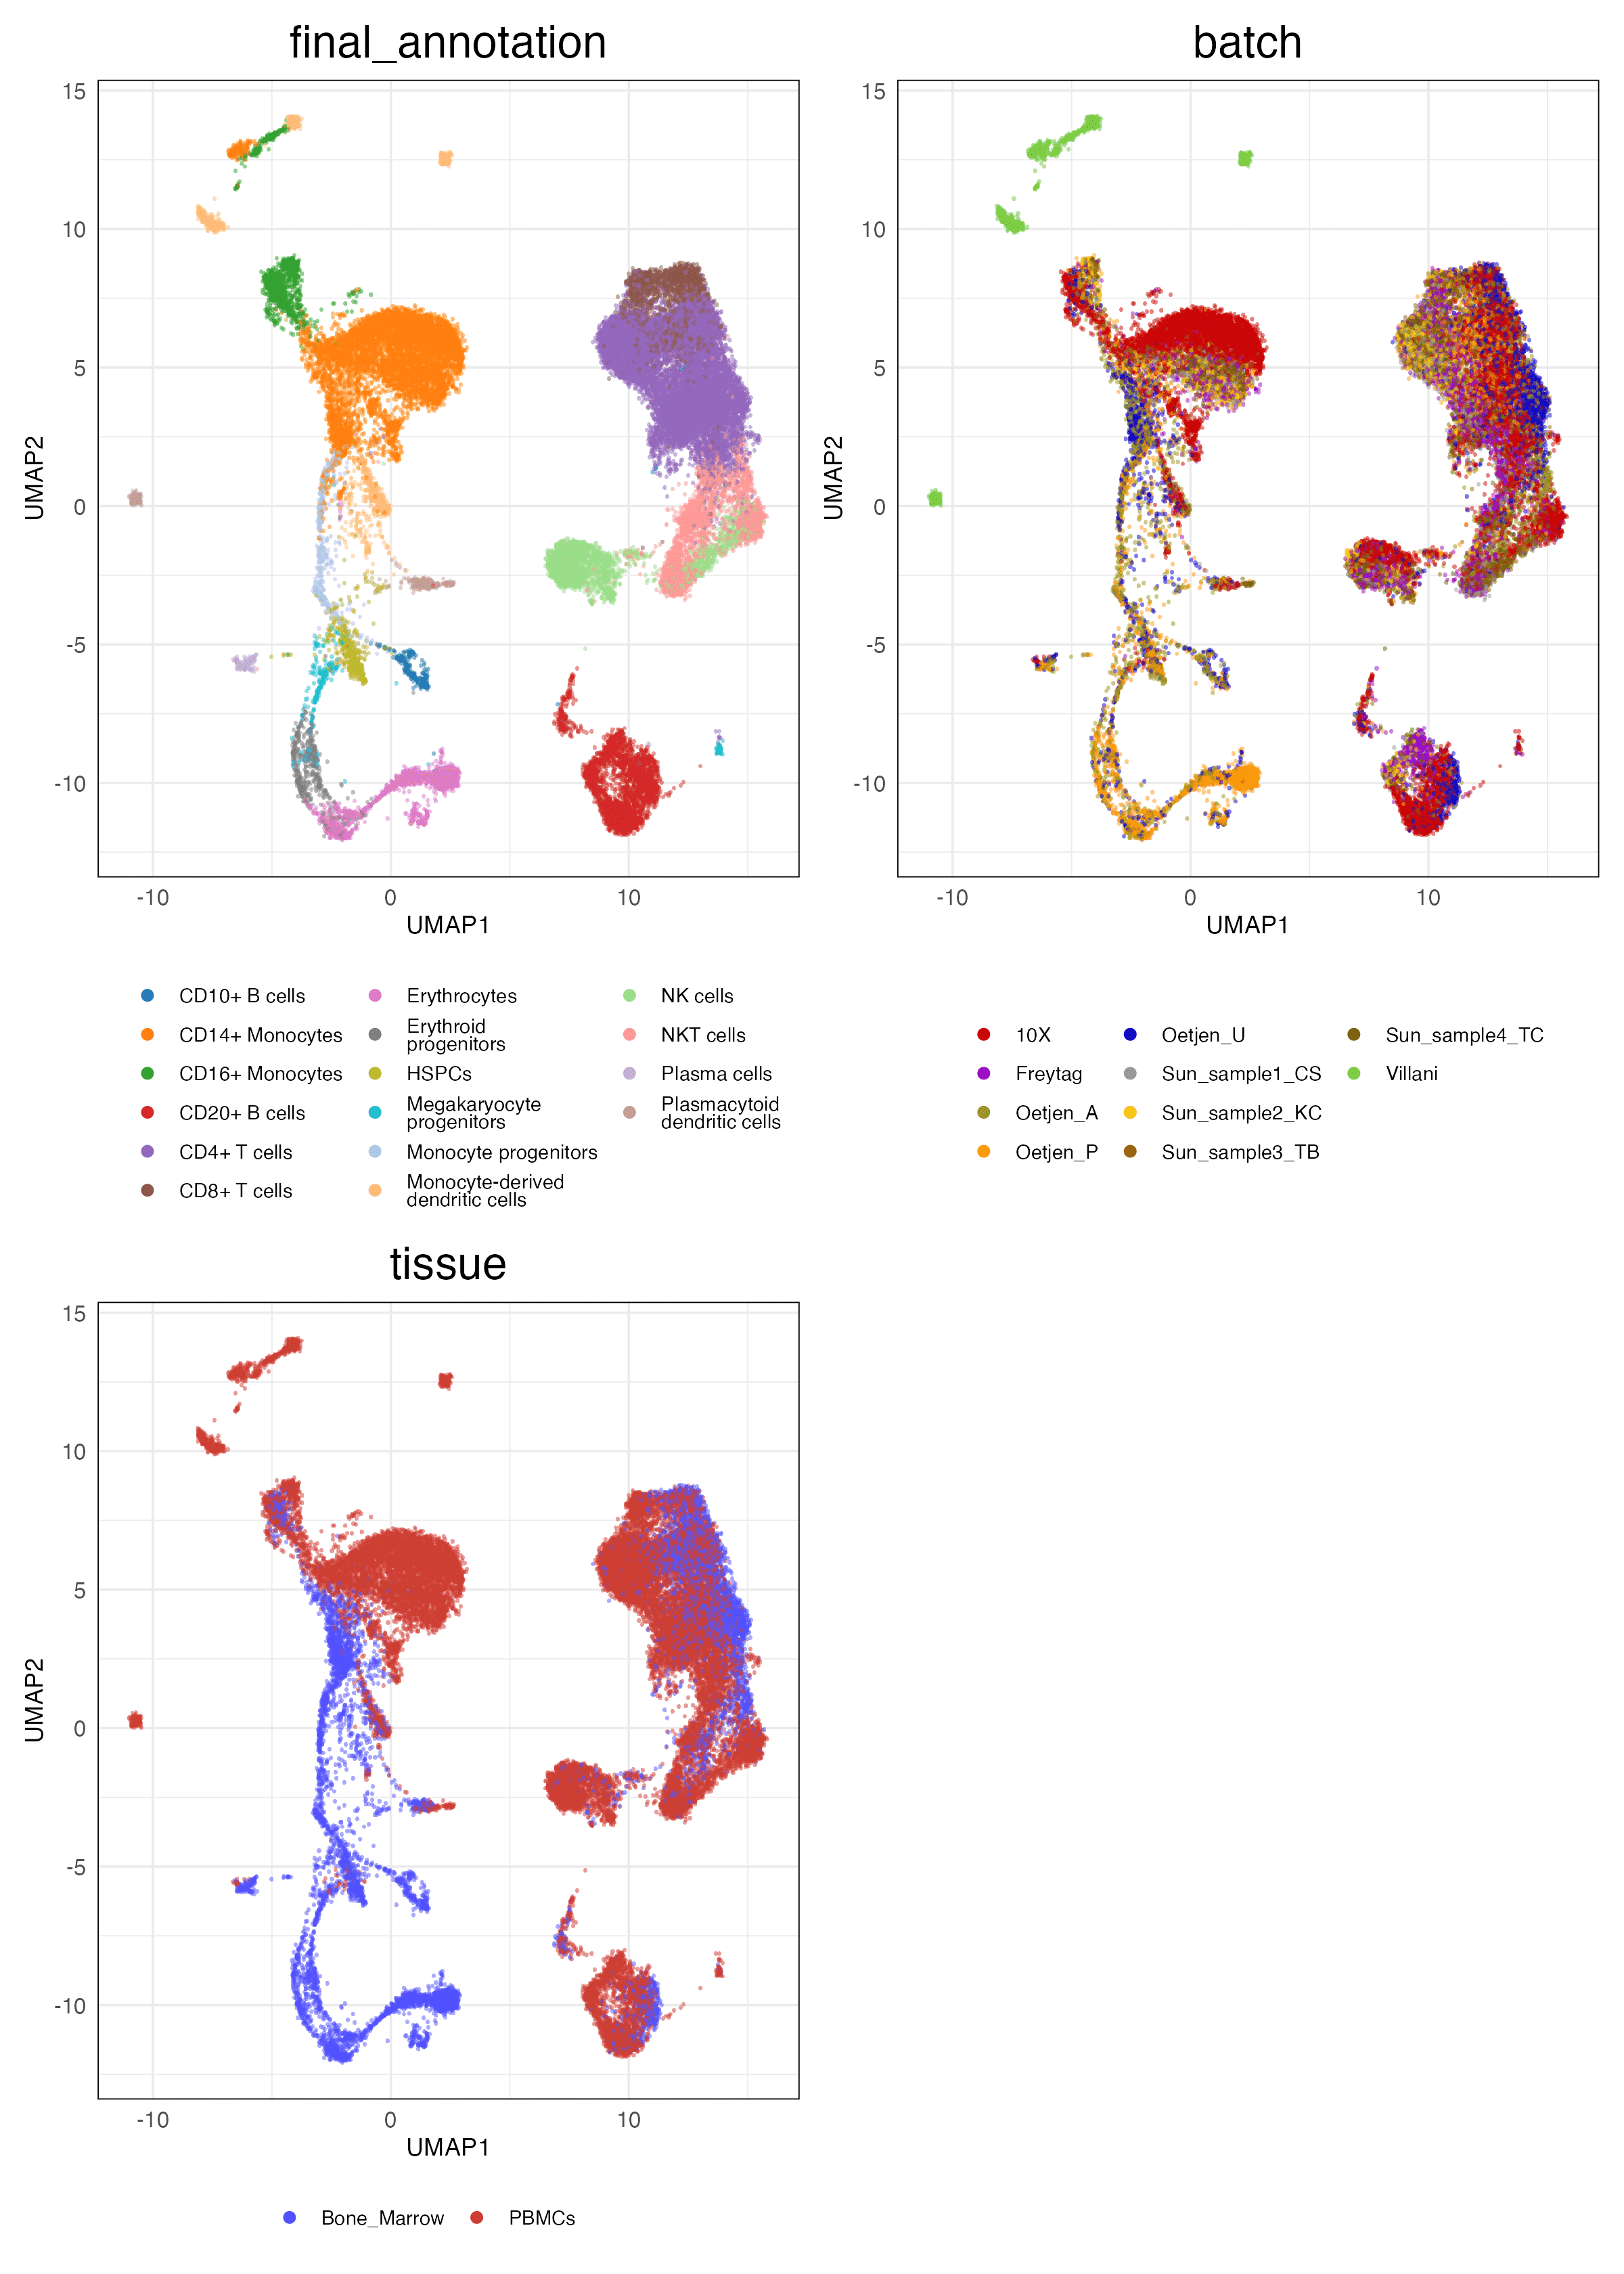 final_annotation
batch
15
10
5
0
-5
-10
UMAP2
-10
0
10
UMAP1
15
10
5
0
-5
-10
UMAP2
-10
0
10
UMAP1
CD10+ B cells
CD14+ Monocytes
CD16+ Monocytes
CD20+ B cells
CD4+ T cells
CD8+ T cells
Erythrocytes
Erythroid
progenitors
HSPCs
Megakaryocyte
progenitors
Monocyte progenitors
Monocyte-derived
dendritic cells
NK cells
NKT cells
Plasma cells
Plasmacytoid
dendritic cells
10X
Freytag
Oetjen_A
Oetjen_P
Oetjen_U
Sun_sample1_CS
Sun_sample2_KC
Sun_sample3_TB
Sun_sample4_TC
Villani
tissue
15
10
5
0
-5
-10
UMAP2
-10
0
10
UMAP1
Bone_Marrow
PBMCs